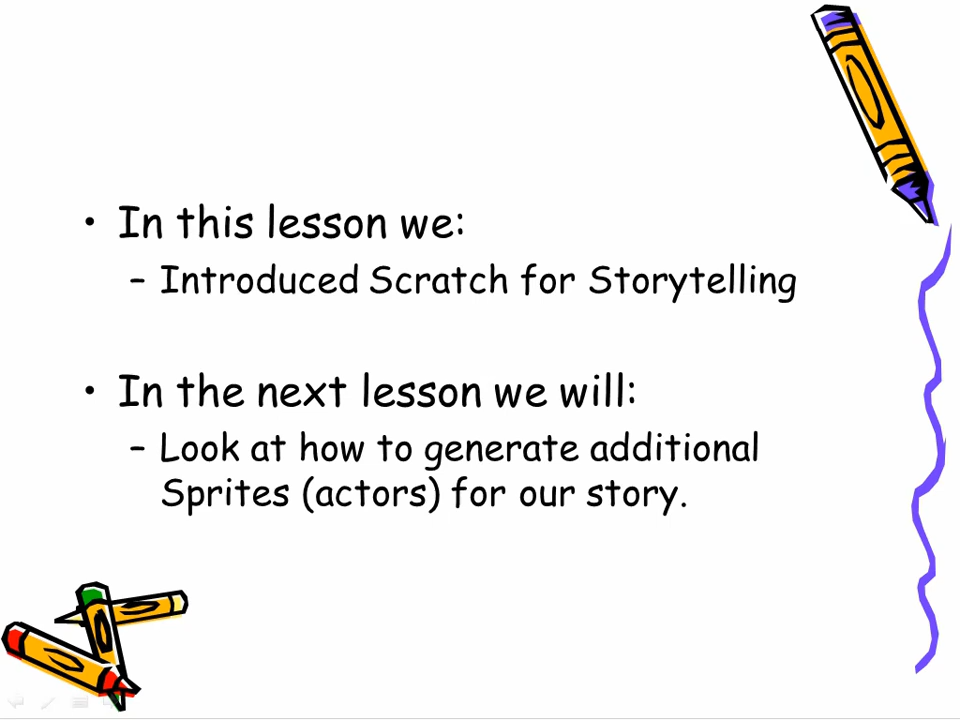 • In this lesson we:
– Introduced Scratch for Storytelling
• In the next lesson we will:
– Look at how to generate additional
Sprites (actors) for our story.